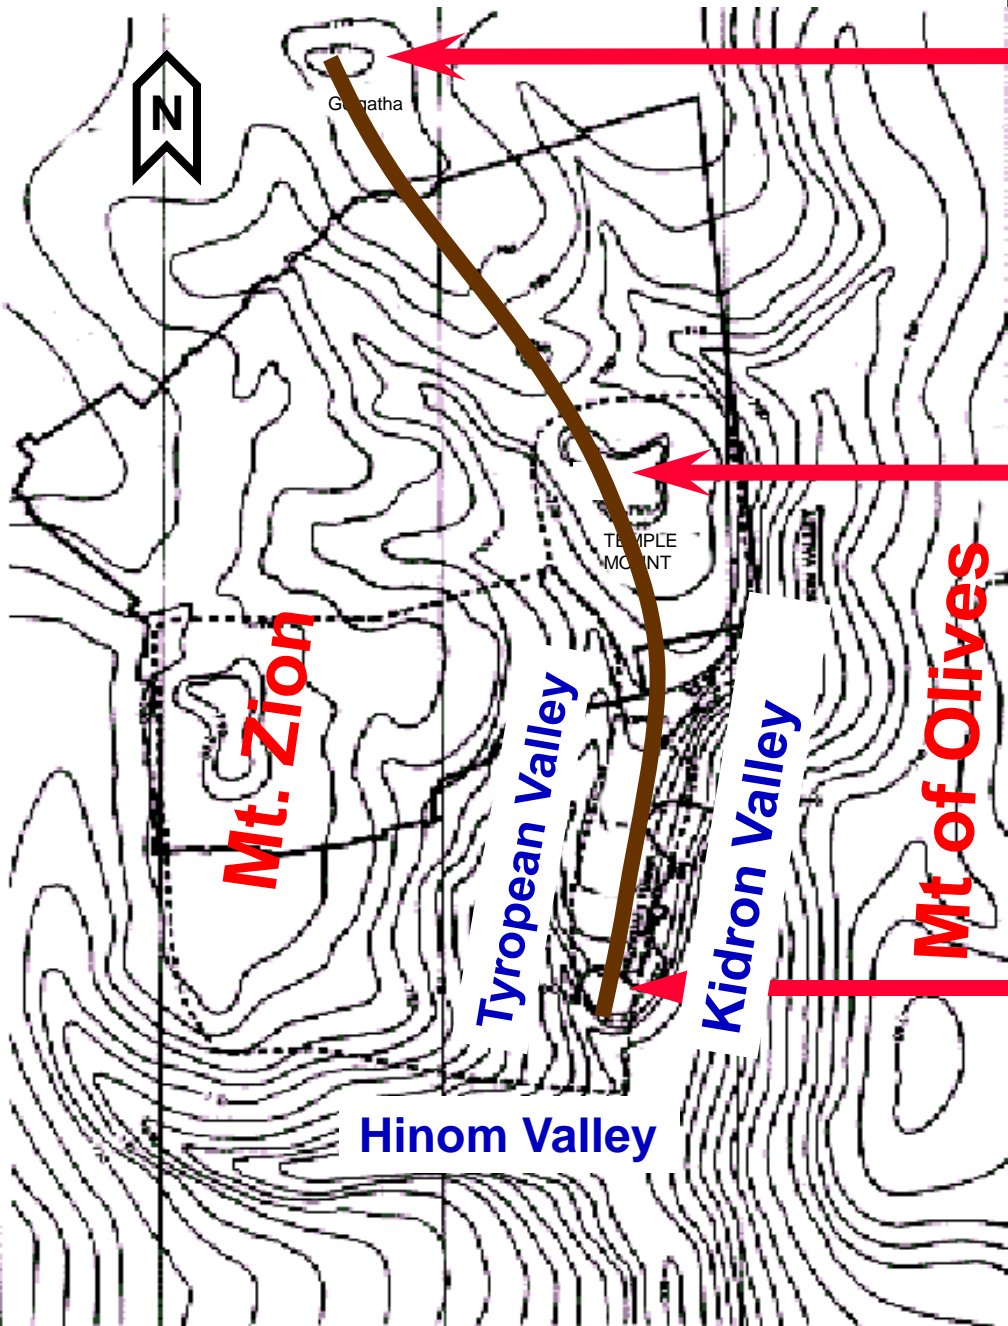 N
Golgatha
TEMPLE
MOUNT
Mt. Zion
Tyropean Valley
Kidron Valley
Mt of Olives
Hinom Valley